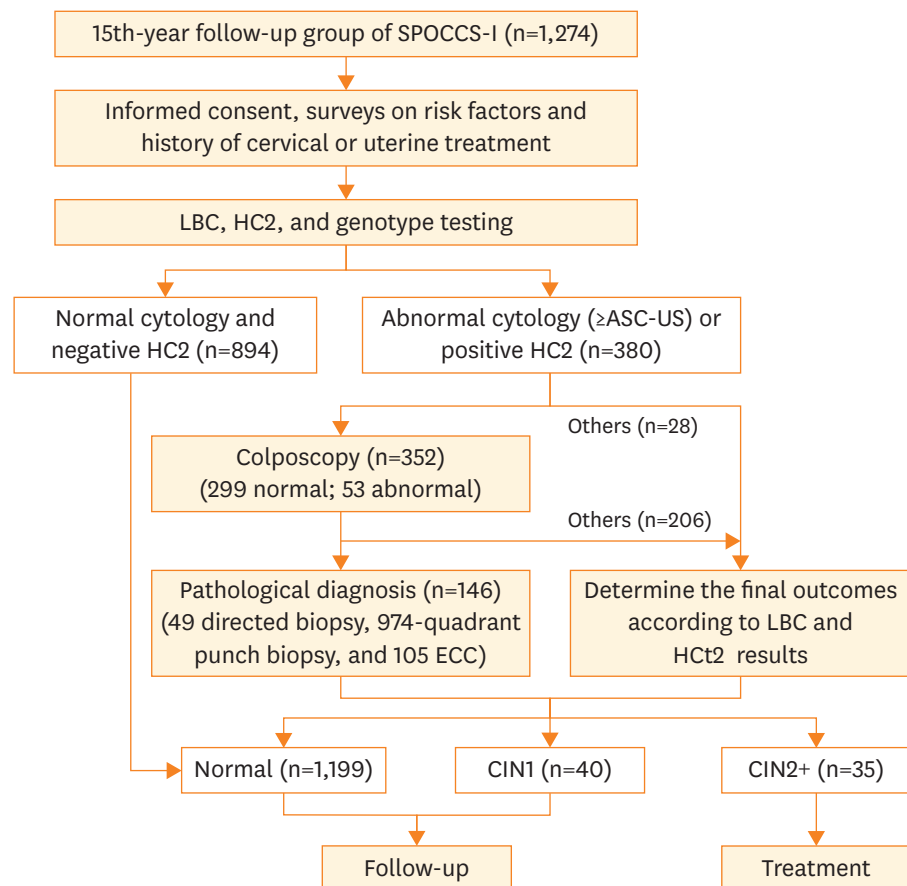 15th-year follow-up group of SPOCCS-I (n=1,274)
Informed consent, surveys on risk factors and
history of cervical or uterine treatment
LBC, HC2, and genotype testing
Normal cytology and
negative HC2 (n=894)
Abnormal cytology (≥ASC-US) or
positive HC2 (n=380)
Others (n=28)
Colposcopy (n=352)
(299 normal; 53 abnormal)
Others (n=206)
Pathological diagnosis (n=146)
(49 directed biopsy, 974-quadrant
punch biopsy, and 105 ECC)
Determine the final outcomes
according to LBC and
HCt2 results
Normal (n=1,199)
CIN1 (n=40)
CIN2+ (n=35)
Follow-up
Treatment